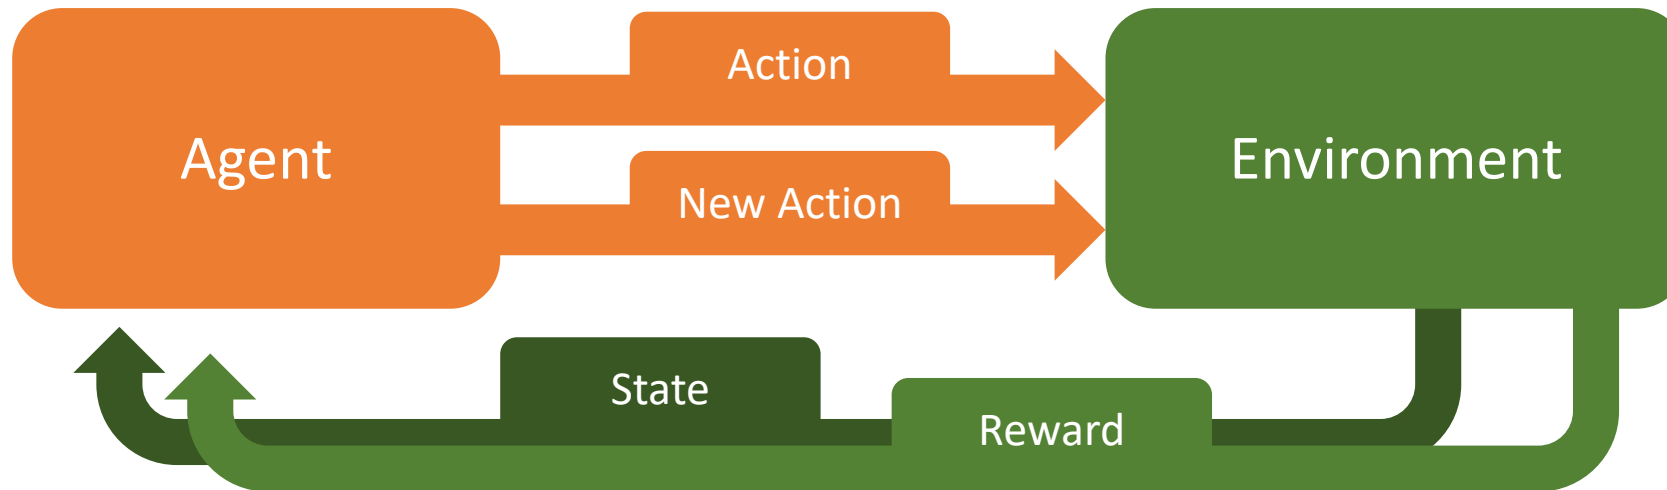 Action
Agent
Environment
New Action
State
Reward